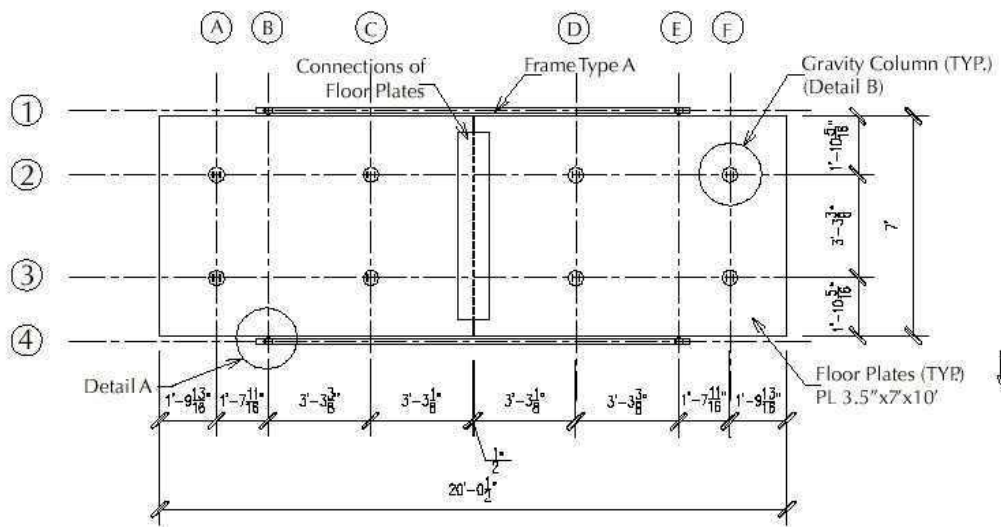 A B C D E F
Connections of
Floor Plates
Frame Type A
Gravity Column (TYP.)
(Detail B)
1
2
3
4
1'-10 5/16"
3'-3 3/8"
1'-10 5/16"
7'
Detail A
Floor Plates (TYP.)
PL 3.5"x7'x10'
1'-9 13/16" 1'-7 11/16" 3'-3 3/8" 3'-3 1/8" 3'-3 1/8" 3'-3 3/8" 1'-7 11/16" 1'-9 13/16"
1/2"
20'-0 1/2"